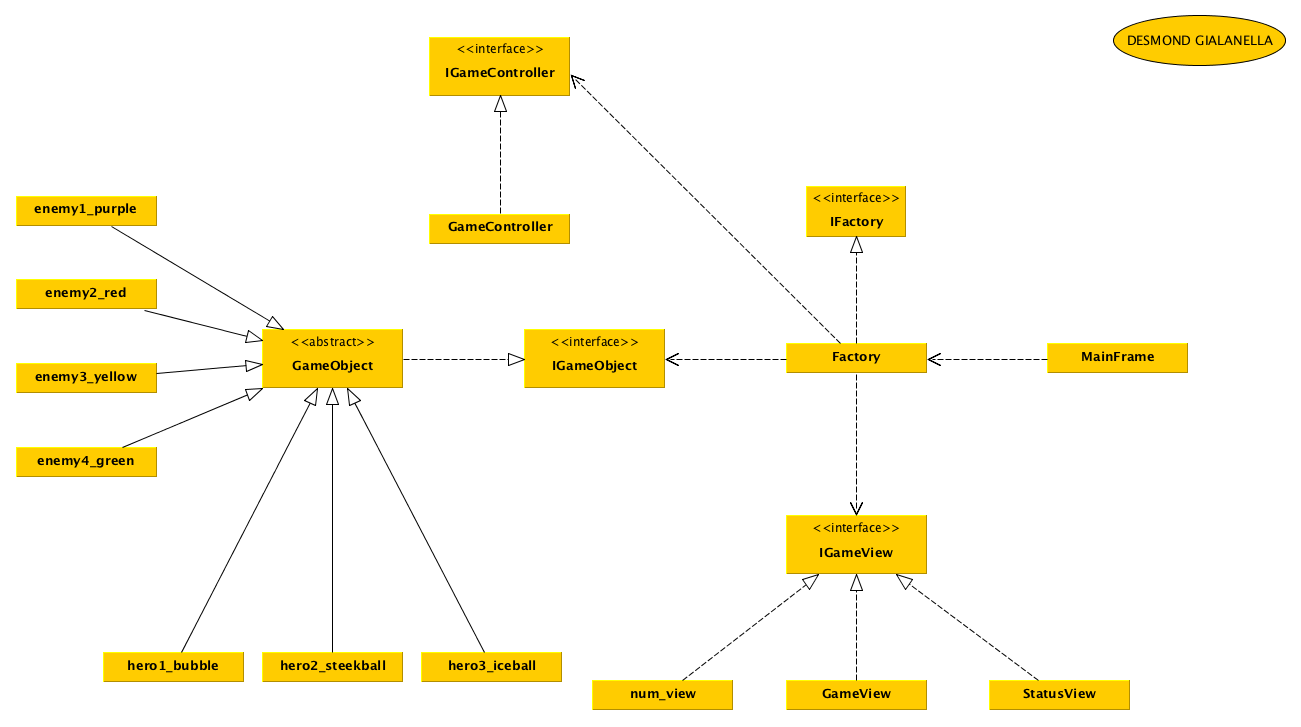 DESMOND GIALANELLA
<<interface>>
IGameController
enemy1_purple
GameController
<<interface>>
IFactory
enemy2_red
<<abstract>>
GameObject
<<interface>>
IGameObject
Factory
MainFrame
enemy3_yellow
enemy4_green
<<interface>>
IGameView
hero1_bubble
hero2_steekball
hero3_iceball
num_view
GameView
StatusView